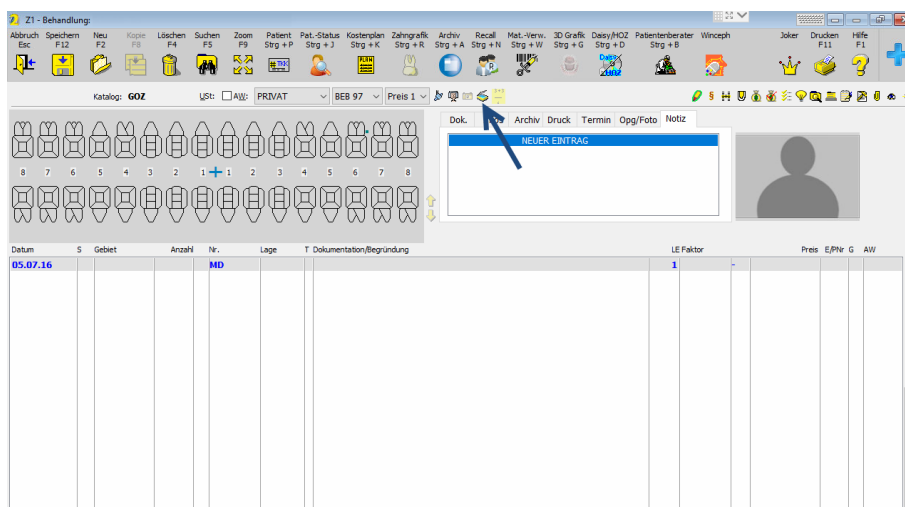 Z1 - Behandlung:
Abbruch Speichern Neu Kopie Löschen Suchen Zoom Patient Pat.-Status Kostenplan Zahngrafik Archiv Recall Mat.-Verw. 3D Grafik Daisy/HOZ Patientenberater Winceph Joker Drucken Hilfe
Esc F12 F2 F8 F4 F5 F9 Strg + P Strg + J Strg + K Strg + R Strg + A Strg + N Strg + W Strg + G Strg + D Strg + B F11 F1
Katalog: GOZ USt: AW: PRIVAT BEB 97 Preis 1
Dok. Archiv Druck Termin Opg/Foto Notiz
NEUER EINTRAG
8 7 6 5 4 3 2 1 1 2 3 4 5 6 7 8
Datum S Gebiet Anzahl Nr. Lage T Dokumentation/Begründung LE Faktor Preis E/PNr G AW
05.07.16 MD 1 -